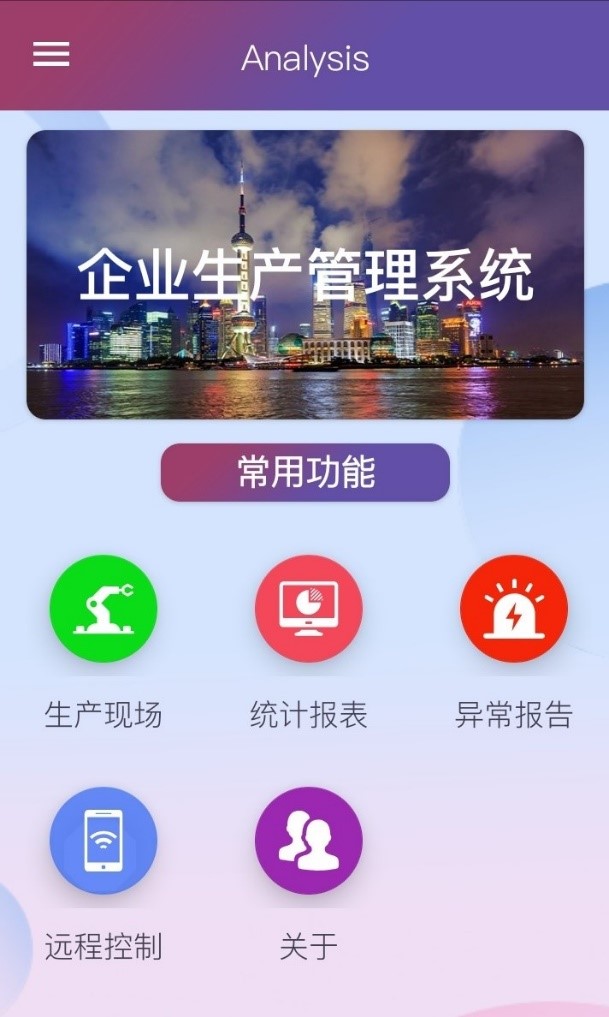 Analysis
企业生产管理系统
常用功能
生产现场
统计报表
异常报告
远程控制
关于